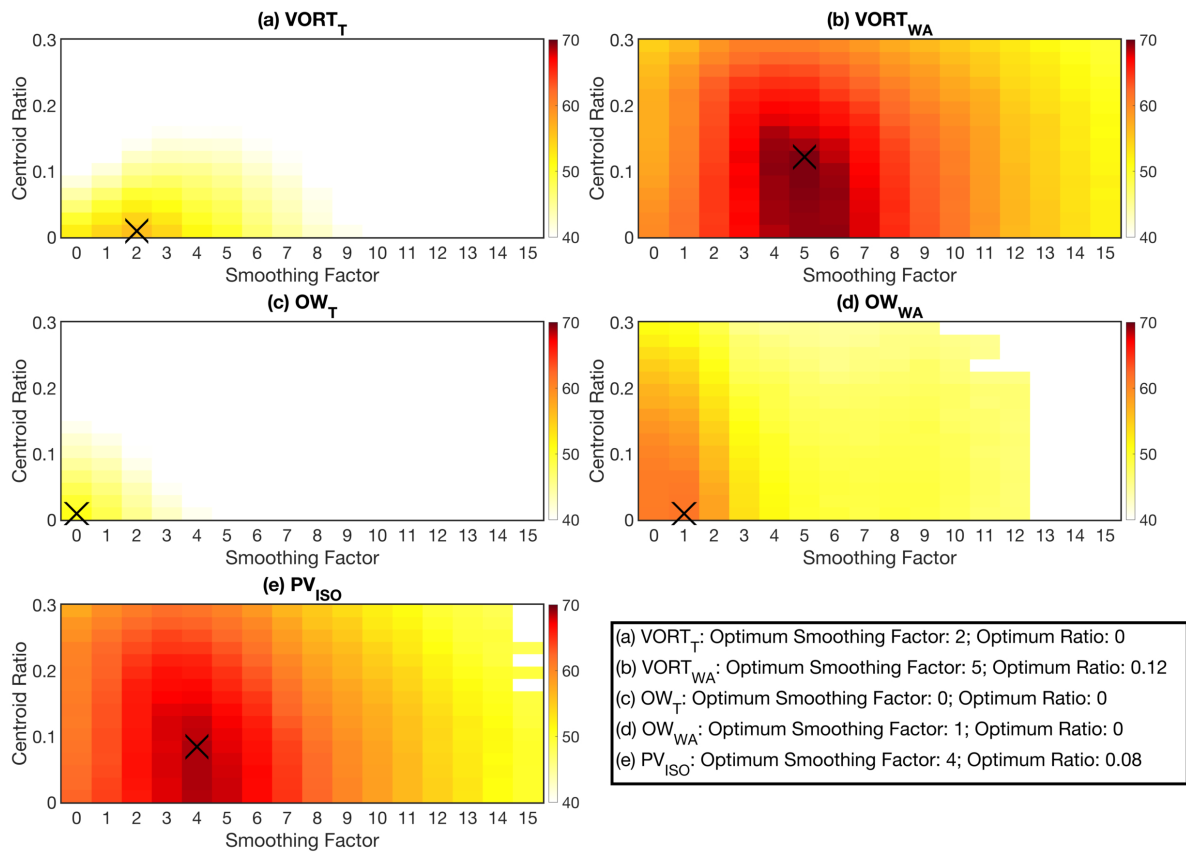 (a) VORT_T
0.3
0.2
0.1
0
Centroid Ratio
0 1 2 3 4 5 6 7 8 9 10 11 12 13 14 15
Smoothing Factor
70
60
50
40
(b) VORT_WA
0.3
0.2
0.1
0
Centroid Ratio
0 1 2 3 4 5 6 7 8 9 10 11 12 13 14 15
Smoothing Factor
70
60
50
40
(c) OW_T
0.3
0.2
0.1
0
Centroid Ratio
0 1 2 3 4 5 6 7 8 9 10 11 12 13 14 15
Smoothing Factor
70
60
50
40
(d) OW_WA
0.3
0.2
0.1
0
Centroid Ratio
0 1 2 3 4 5 6 7 8 9 10 11 12 13 14 15
Smoothing Factor
70
60
50
40
(e) PV_ISO
0.3
0.2
0.1
0
Centroid Ratio
0 1 2 3 4 5 6 7 8 9 10 11 12 13 14 15
Smoothing Factor
70
60
50
40
(a) VORT_T: Optimum Smoothing Factor: 2; Optimum Ratio: 0
(b) VORT_WA: Optimum Smoothing Factor: 5; Optimum Ratio: 0.12
(c) OW_T: Optimum Smoothing Factor: 0; Optimum Ratio: 0
(d) OW_WA: Optimum Smoothing Factor: 1; Optimum Ratio: 0
(e) PV_ISO: Optimum Smoothing Factor: 4; Optimum Ratio: 0.08